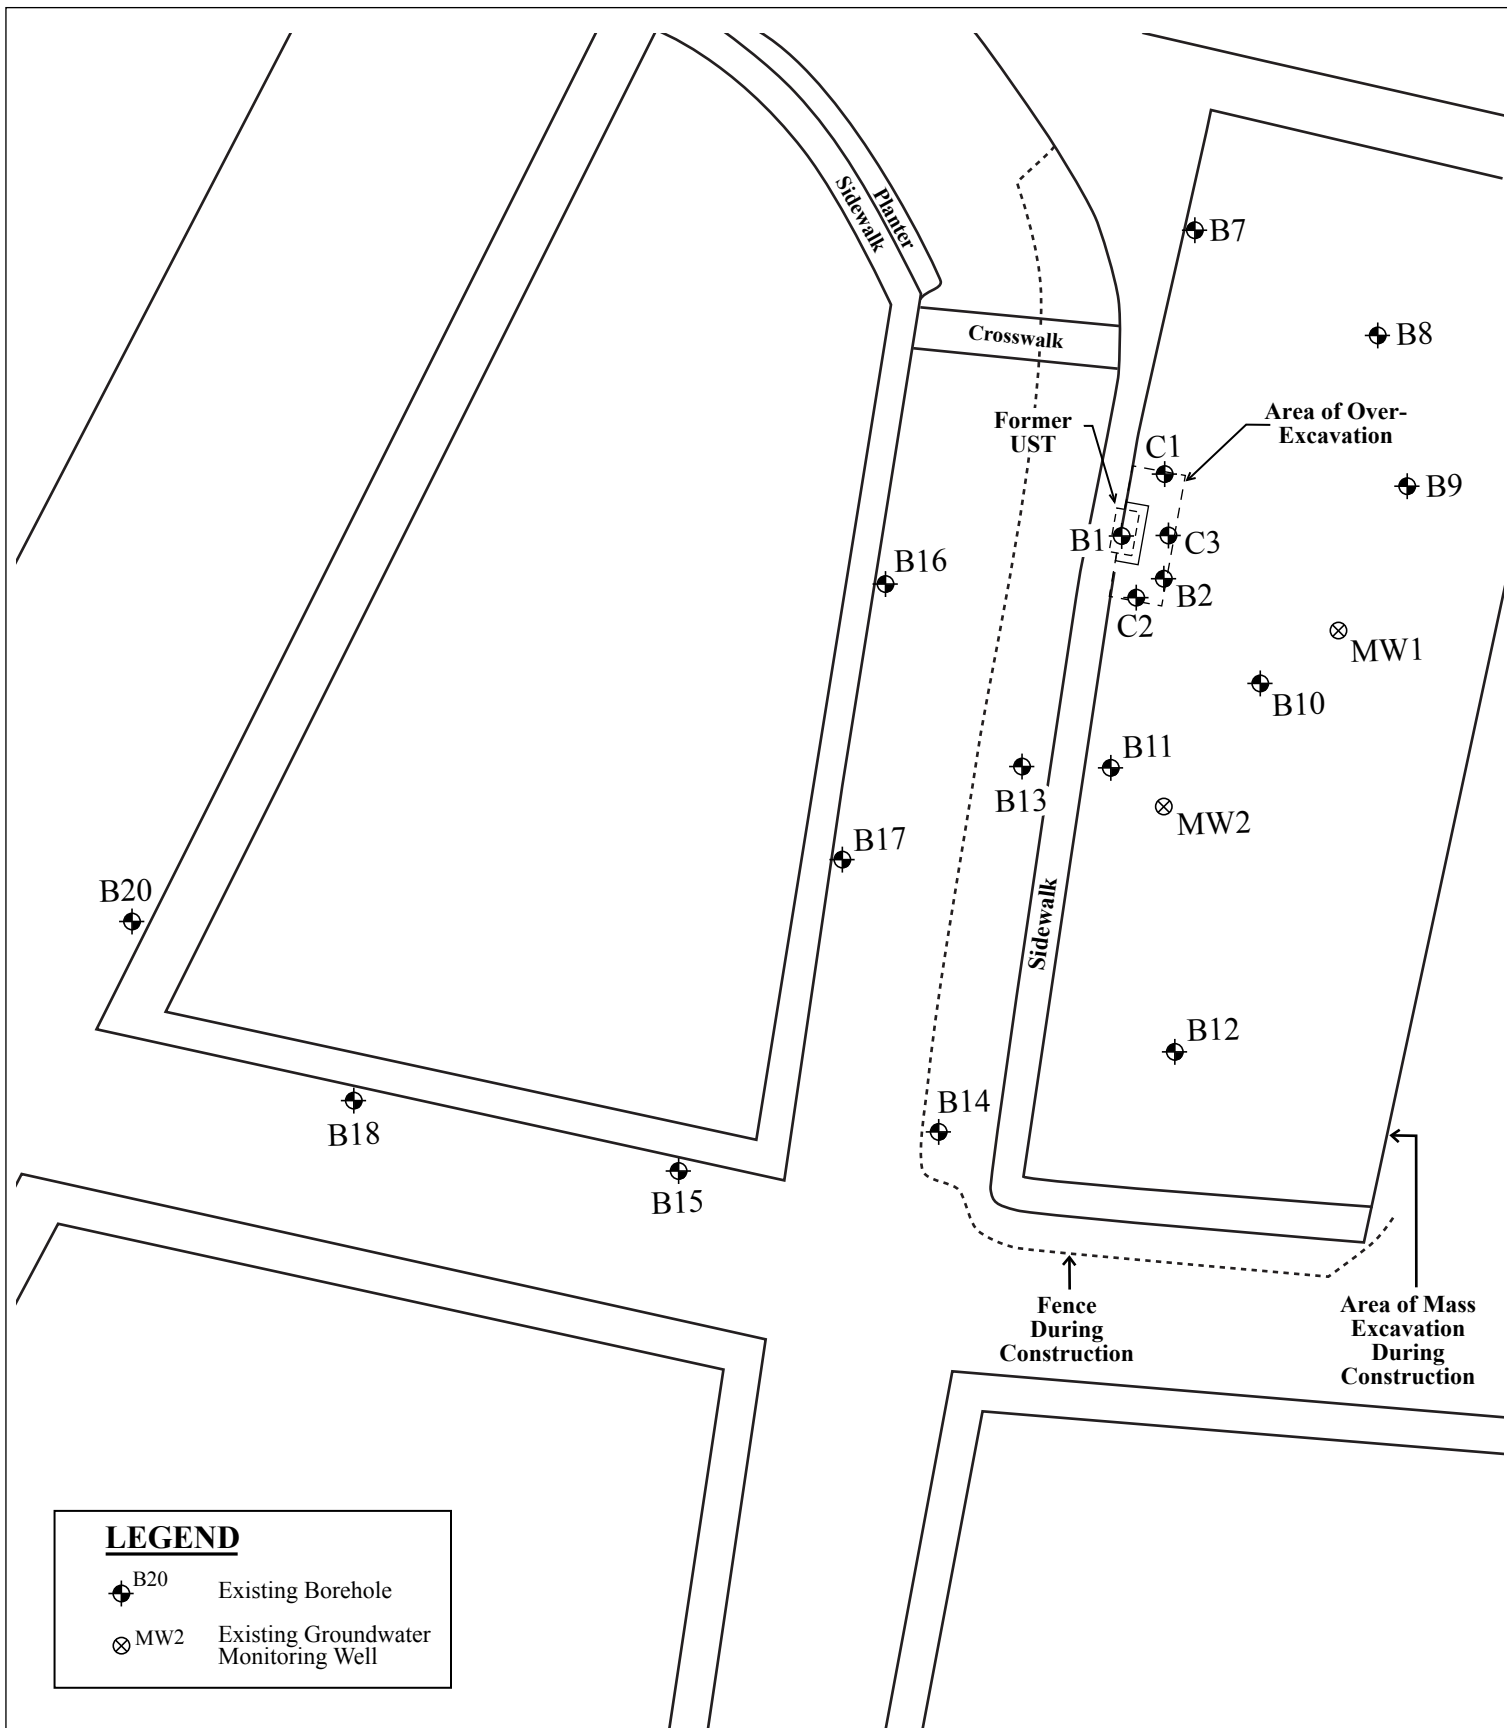 Planter
Sidewalk
B7
Crosswalk
B8
Former
UST
Area of Over-
Excavation
C1
B9
B1
C3
B16
B2
C2
MW1
B10
B11
B13
MW2
B17
B20
Sidewalk
B12
B14
B18
B15
Fence
During
Construction
Area of Mass
Excavation
During
Construction
LEGEND
B20
Existing Borehole
MW2
Existing Groundwater
Monitoring Well